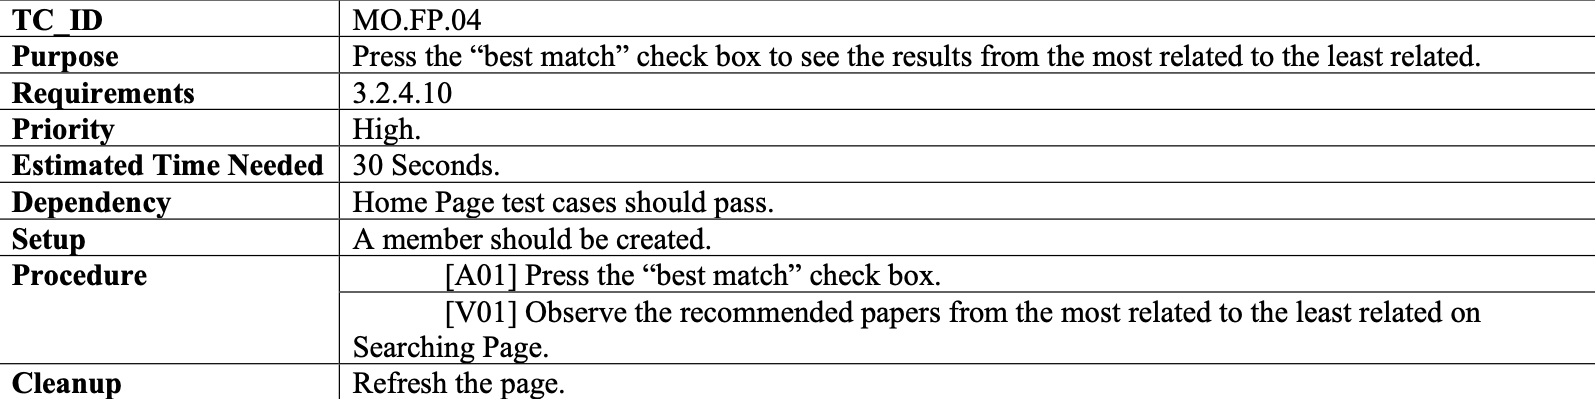 TC_ID MO.FP.04
Purpose Press the “best match” check box to see the results from the most related to the least related.
Requirements 3.2.4.10
Priority High.
Estimated Time Needed 30 Seconds.
Dependency Home Page test cases should pass.
Setup A member should be created.
Procedure [A01] Press the “best match” check box.
[V01] Observe the recommended papers from the most related to the least related on
Searching Page.
Cleanup Refresh the page.